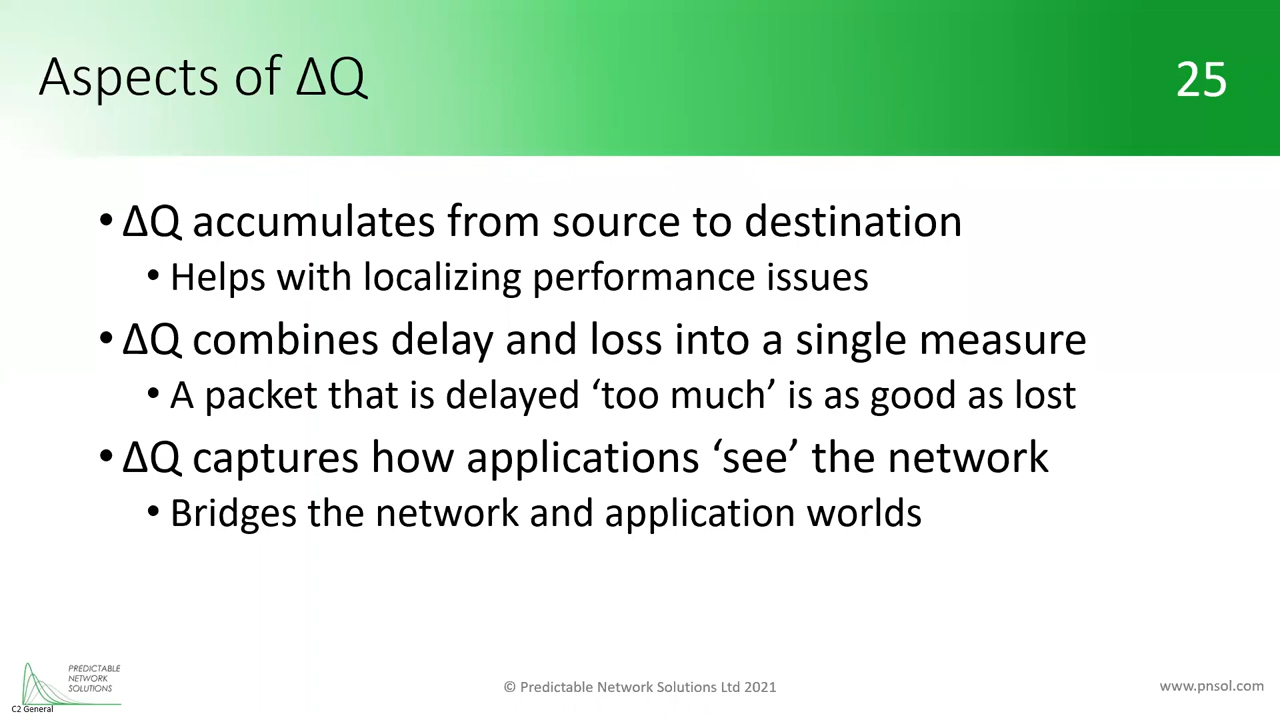 Aspects of ΔQ
25
• ΔQ accumulates from source to destination
• Helps with localizing performance issues
• ΔQ combines delay and loss into a single measure
• A packet that is delayed ‘too much’ is as good as lost
• ΔQ captures how applications ‘see’ the network
• Bridges the network and application worlds
PREDICTABLE
NETWORK
SOLUTIONS
C2 General
© Predictable Network Solutions Ltd 2021
www.pnsol.com